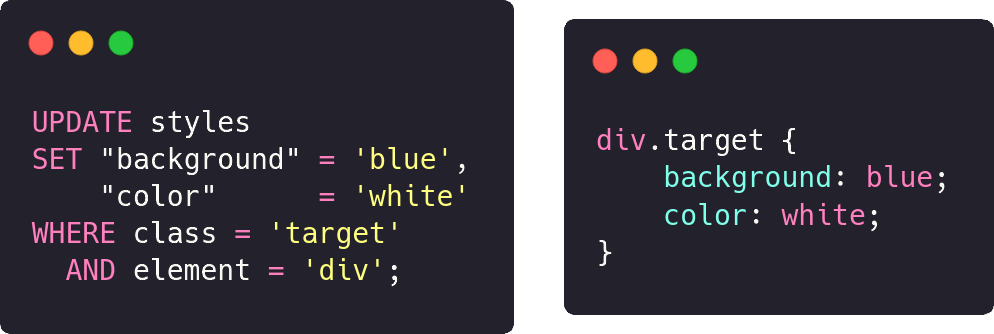 UPDATE styles
SET "background" = 'blue',
    "color"      = 'white'
WHERE class = 'target'
  AND element = 'div';
div.target {
    background: blue;
    color: white;
}